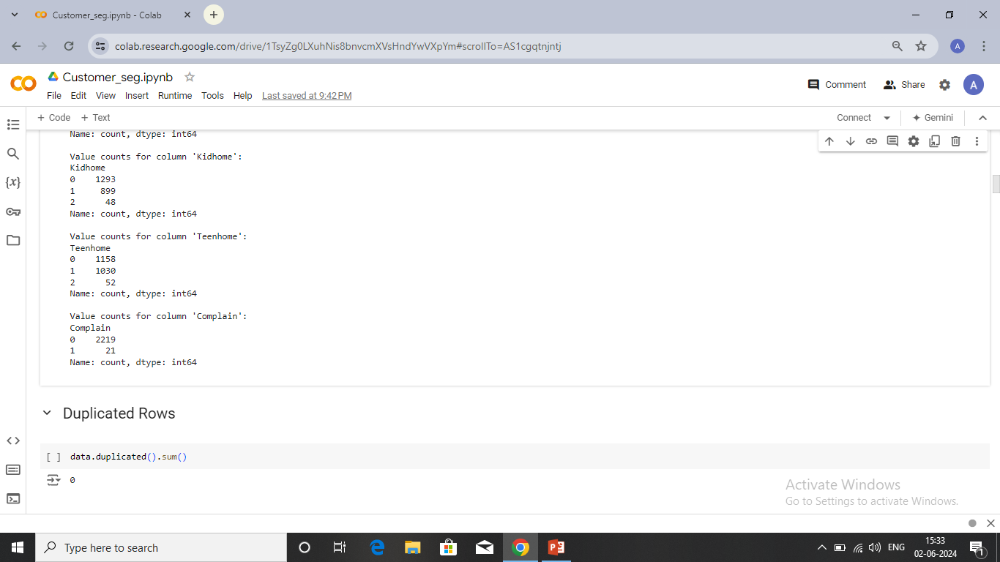 Customer_seg.ipynb - Colab
colab.research.google.com/drive/1TsyZg0LXuhNis8bnvcmXVsHndYwVXpYm#scrollTo=AS1cgqtnjntj
A
Customer_seg.ipynb
File Edit View Insert Runtime Tools Help Last saved at 9:42 PM
Comment Share A
+ Code + Text
Connect Gemini
Name: count, dtype: int64
Value counts for column 'Kidhome':
Kidhome
0 1293
1 899
2 48
Name: count, dtype: int64
Value counts for column 'Teenhome':
Teenhome
0 1158
1 1030
2 52
Name: count, dtype: int64
Value counts for column 'Complain':
Complain
0 2219
1 21
Name: count, dtype: int64
Duplicated Rows
[ ] data.duplicated().sum()
0
Activate Windows
Go to Settings to activate Windows.
Type here to search
ENG
15:33
02-06-2024
1